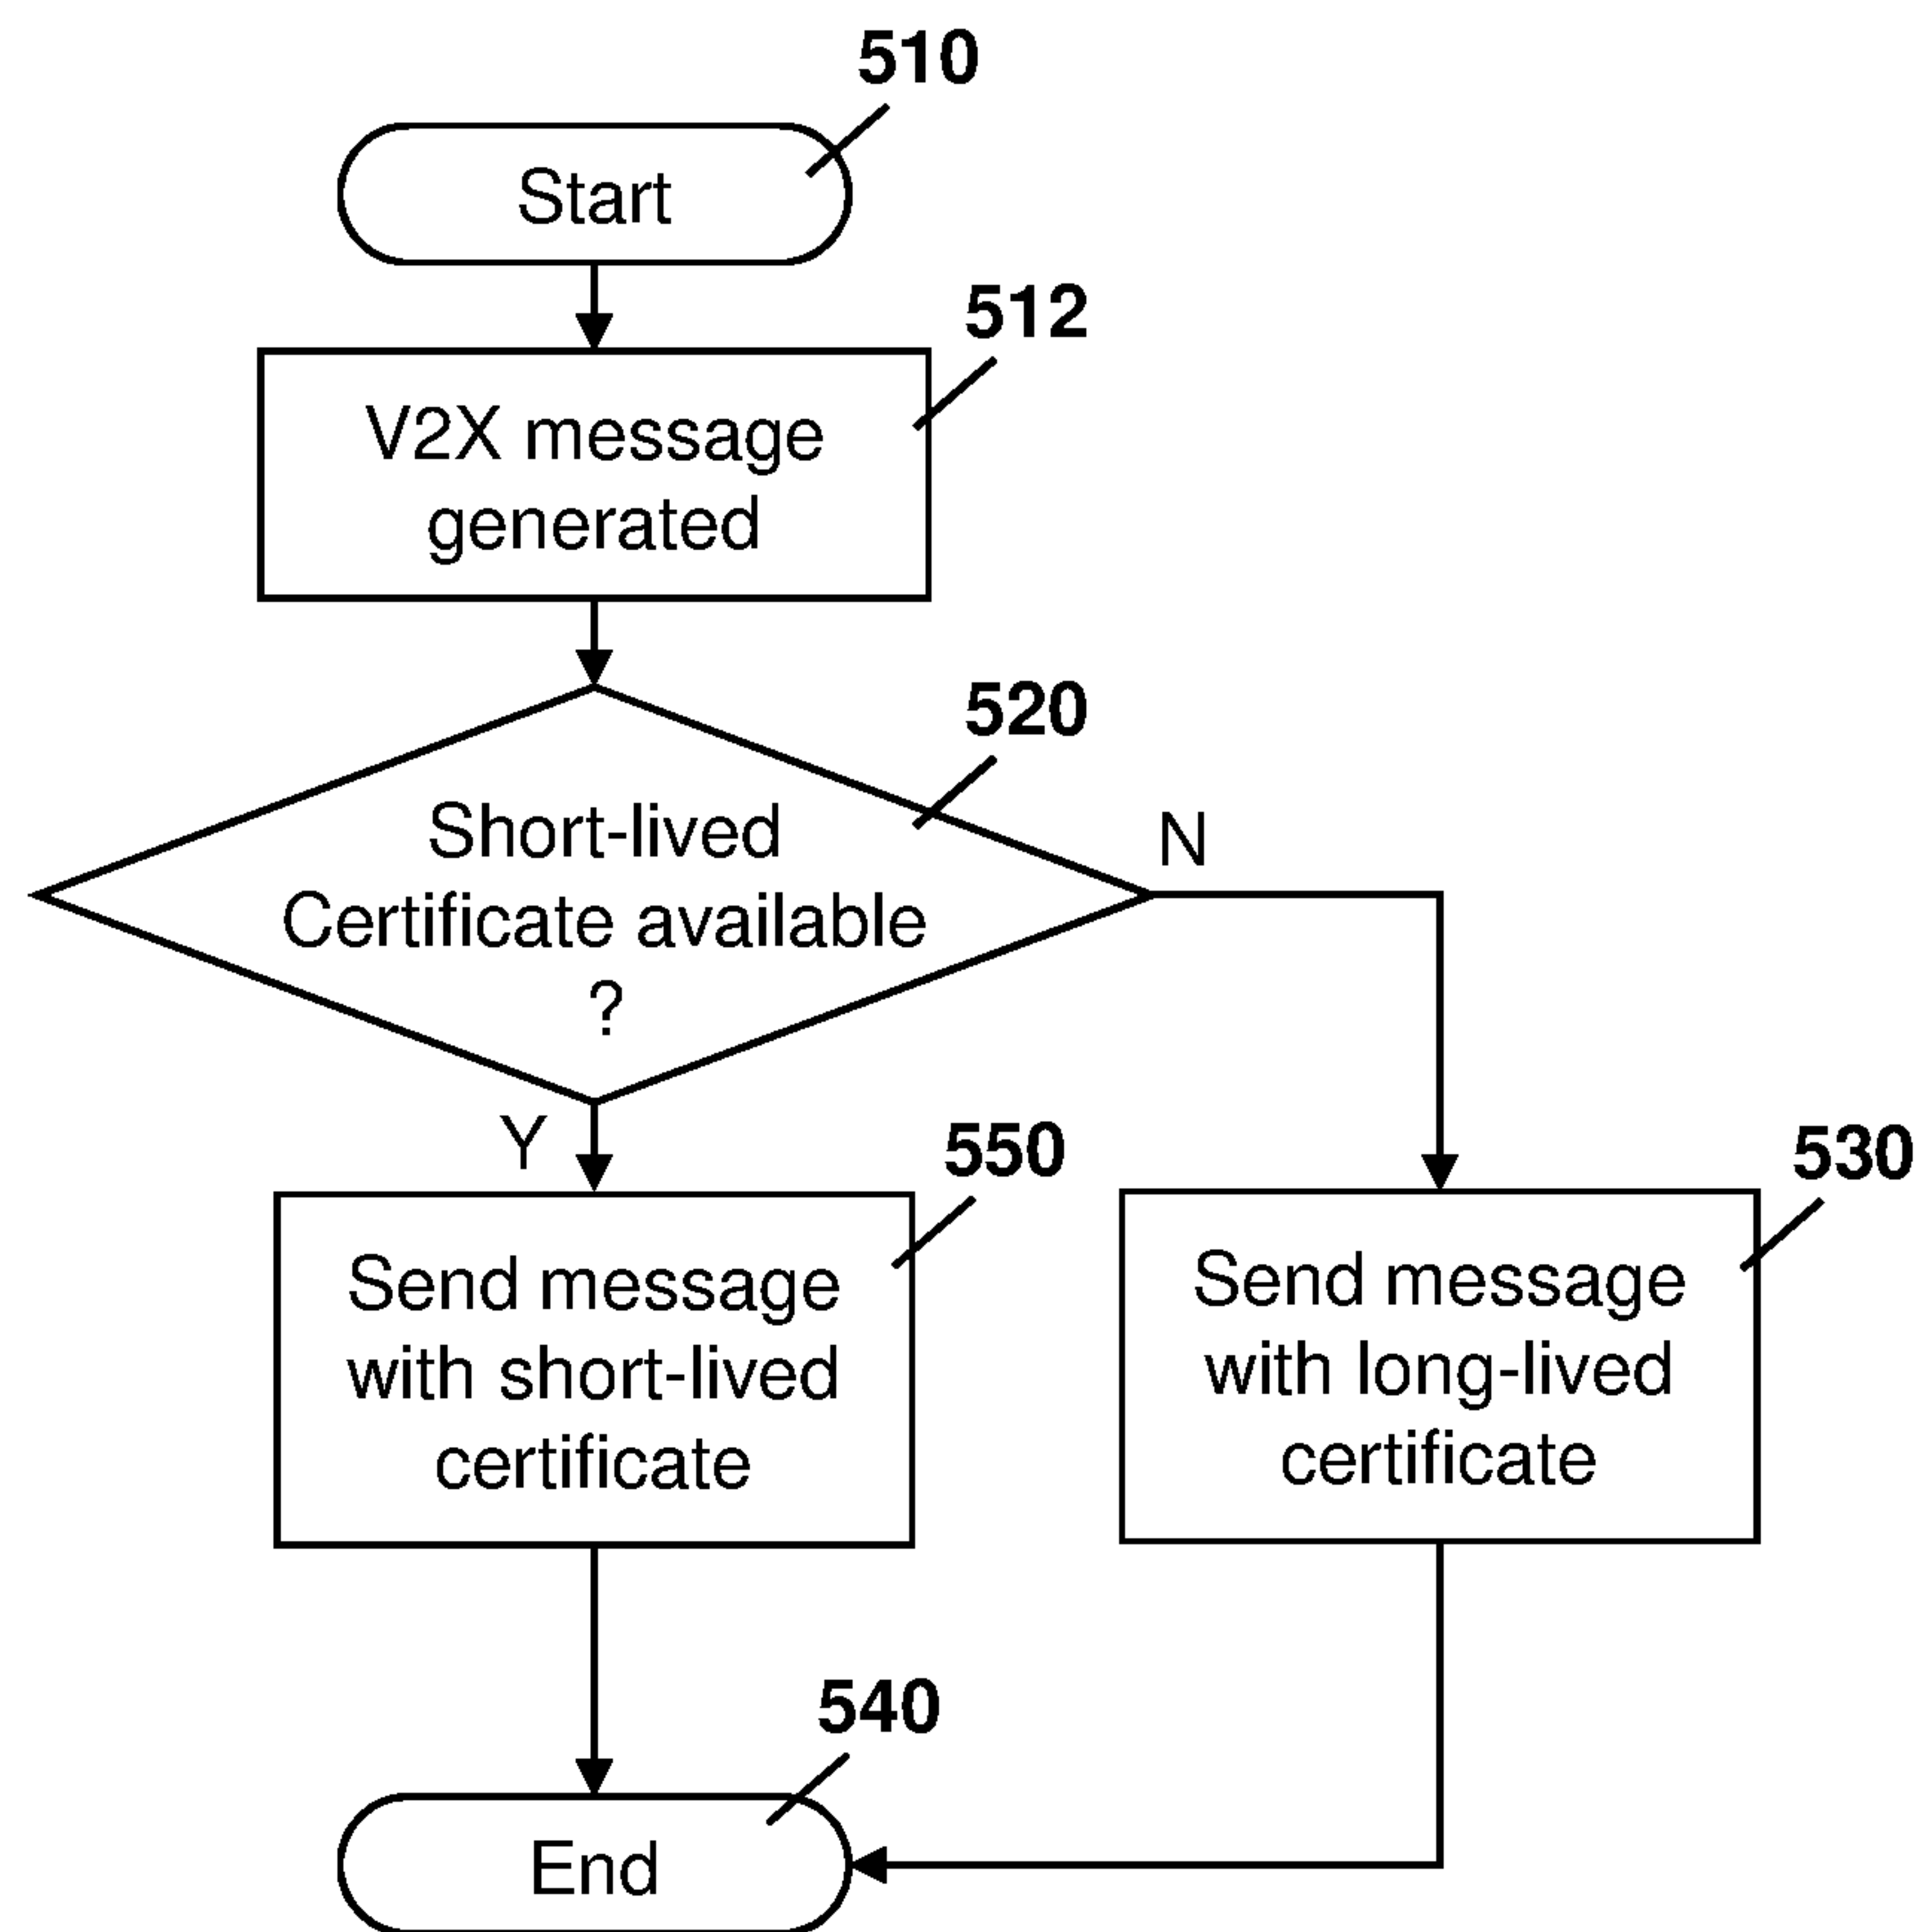 510
Start
512
V2X message
generated
520
Short-lived
Certificate available
?
N
Y
550
Send message
with short-lived
certificate
530
Send message
with long-lived
certificate
540
End